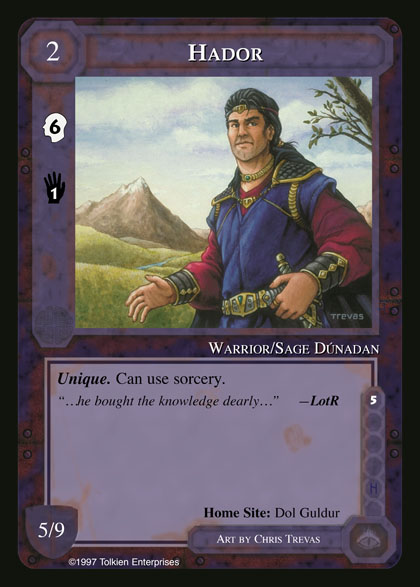 2
HADOR
6
1
TREVAS
WARRIOR/SAGE DÚNADAN
Unique. Can use sorcery.
“…he bought the knowledge dearly…” —LotR
5
H
Home Site: Dol Guldur
5/9
ART BY CHRIS TREVAS
©1997 Tolkien Enterprises